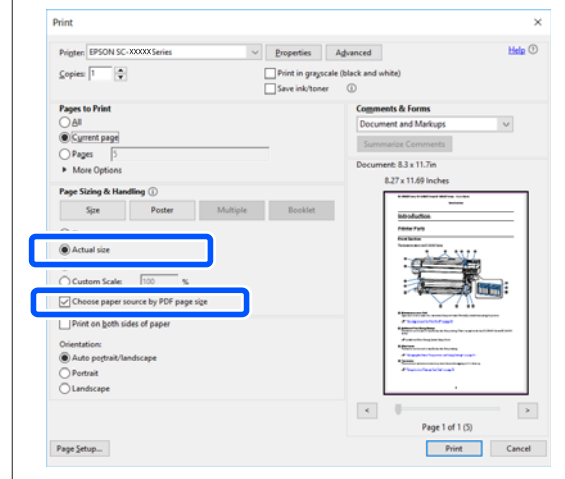 Print
Printer: EPSON SC-XXXXX Series
Properties
Advanced
Help
Copies: 1
Print in grayscale (black and white)
Save ink/toner
Pages to Print
All
Current page
Pages 5
More Options
Page Sizing & Handling
Size
Poster
Multiple
Booklet
Actual size
Custom Scale: 100 %
Choose paper source by PDF page size
Print on both sides of paper
Orientation:
Auto portrait/landscape
Portrait
Landscape
Comments & Forms
Document and Markups
Summarize Comments
Document: 8.3 x 11.7in
8.27 x 11.69 Inches
Introduction
Printer Parts
Front Section
<
>
Page 1 of 1 (5)
Page Setup...
Print
Cancel